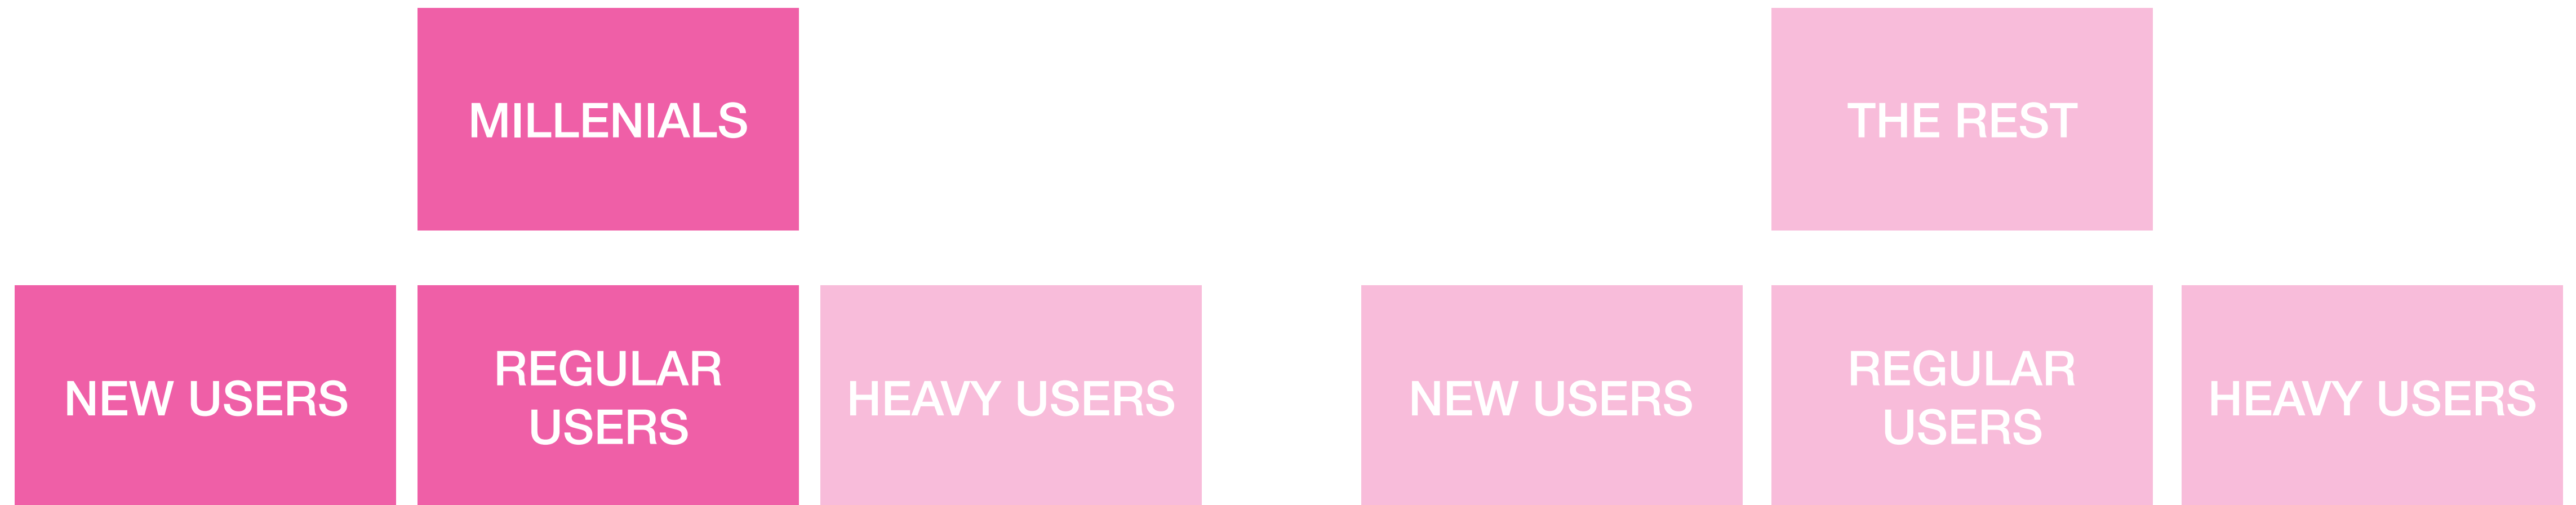 MILLENIALS
THE REST
NEW USERS
REGULAR
USERS
HEAVY USERS
NEW USERS
REGULAR
USERS
HEAVY USERS